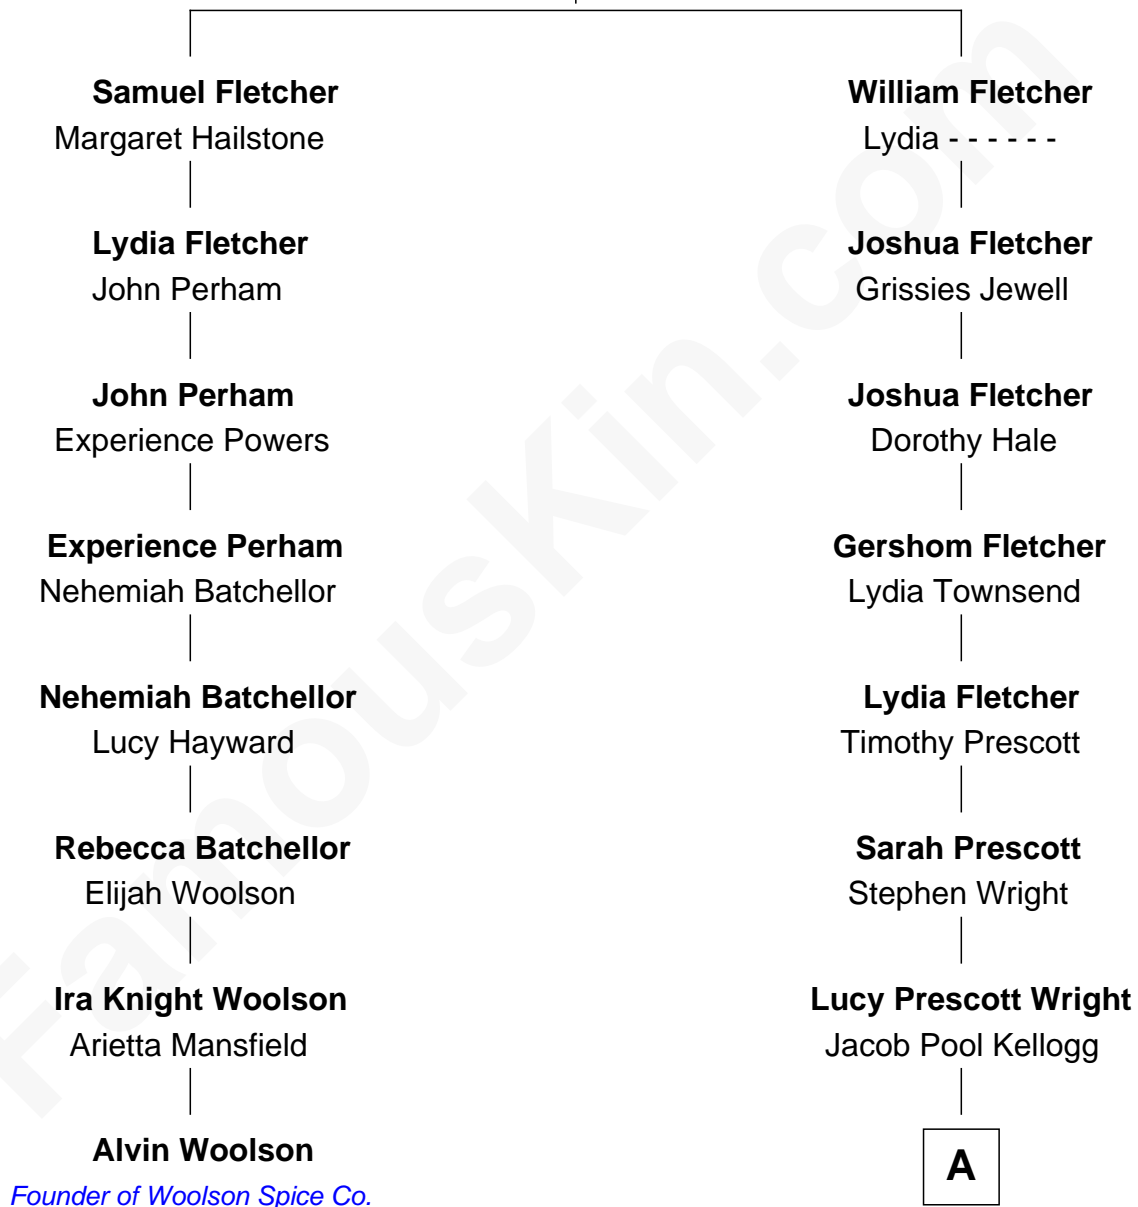 Samuel Fletcher
Margaret Hailstone
Lydia Fletcher
John Perham
John Perham
Experience Powers
Experience Perham
Nehemiah Batchellor
Nehemiah Batchellor
Lucy Hayward
Rebecca Batchellor
Elijah Woolson
Ira Knight Woolson
Arietta Mansfield
Alvin Woolson
Founder of Woolson Spice Co.
William Fletcher
Lydia - - - - - -
Joshua Fletcher
Grissies Jewell
Joshua Fletcher
Dorothy Hale
Gershom Fletcher
Lydia Townsend
Lydia Fletcher
Timothy Prescott
Sarah Prescott
Stephen Wright
Lucy Prescott Wright
Jacob Pool Kellogg
A
FamousKin.com